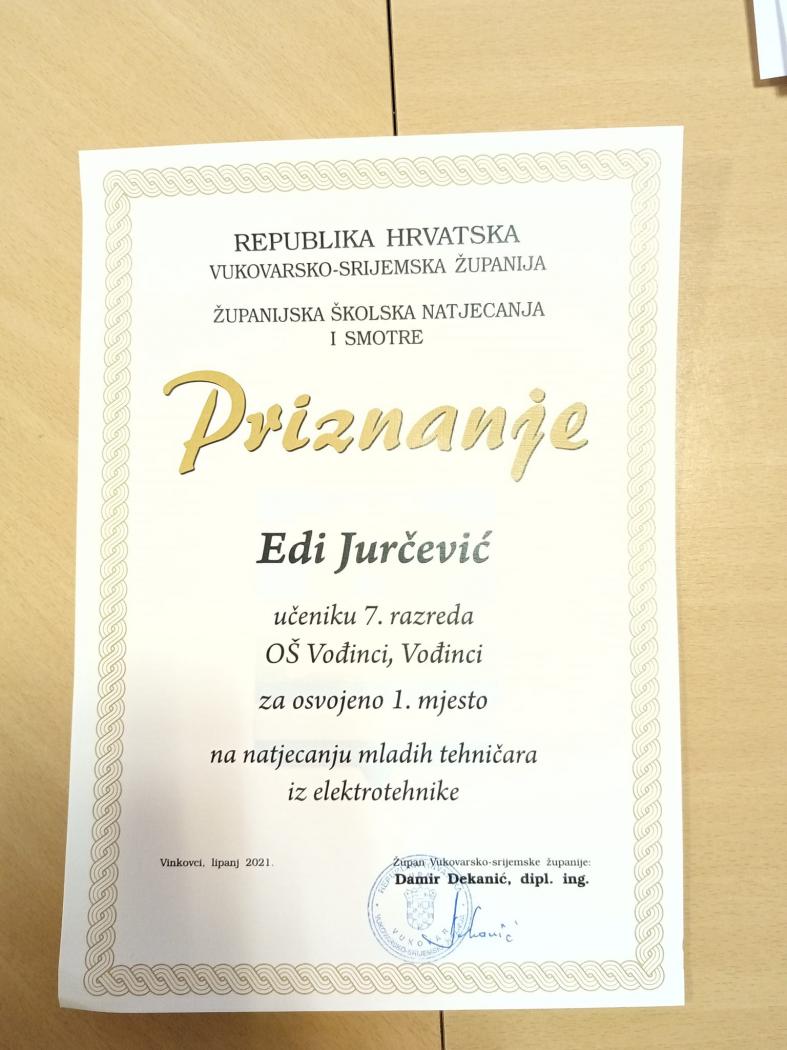 REPUBLIKA HRVATSKA
VUKOVARSKO-SRIJEMSKA ŽUPANIJA
ŽUPANIJSKA ŠKOLSKA NATJECANJA
I SMOTRE
Priznanje
Edi Jurčević
učeniku 7. razreda
OŠ Vođinci, Vođinci
za osvojeno 1. mjesto
na natjecanju mladih tehničara
iz elektrotehnike
Vinkovci, lipanj 2021.
Župan Vukovarsko-srijemske županije:
Damir Dekanić, dipl. ing.
VUKOVAR